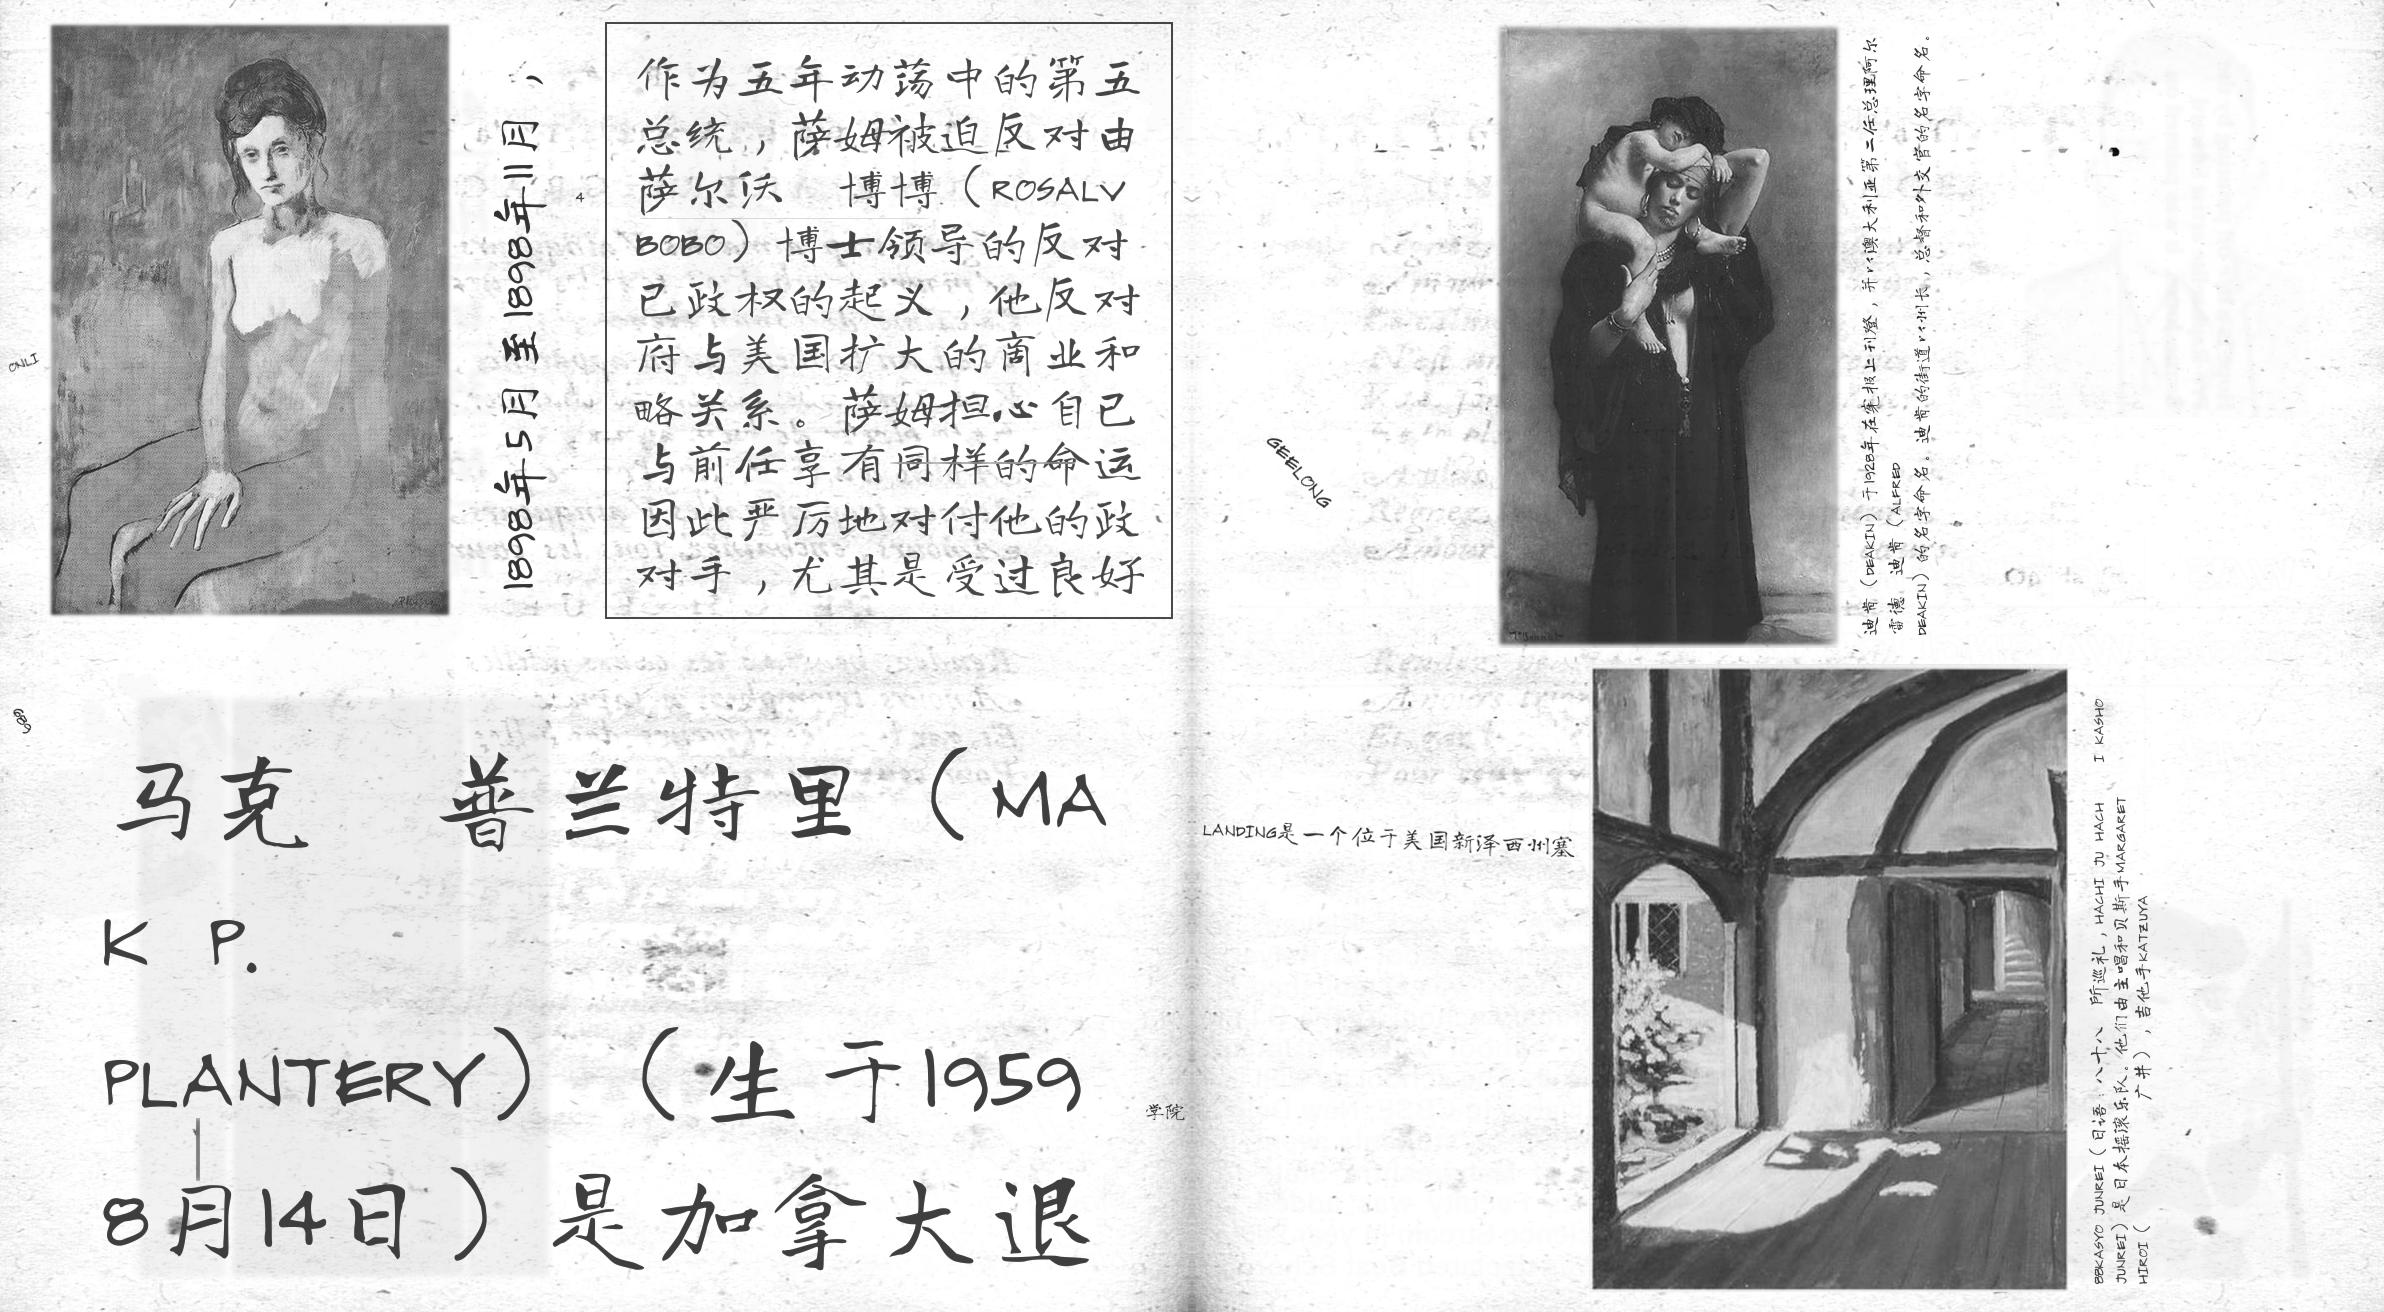 1898年5月至1898年11月，
作为五年动荡中的第五
总统，萨姆被迫反对由
萨尔沃 博博（ROSALV
BOBO）博士领导的反对
己政权的起义，他反对
府与美国扩大的商业和
略关系。萨姆担心自己
与前任享有同样的命运
因此严厉地对付他的政
对手，尤其是受过良好
4
ONLI
马克 普兰特里（MA
K P.
PLANTERY）（生于1959
8月14日）是加拿大退
学院
GEELONG
迪肯（DEAKIN）于1928年在宪报上刊登，并以澳大利亚第二任总理阿尔
雷德 迪肯（ALFRED
DEAKIN）的名字命名。迪肯的街道以州长，总督和外交官的名字命名。
LANDING是一个位于美国新泽西州塞
88KASYO JUNREI（日语：八十八 所巡礼，HACHI JU HACH I KASHO
JUNREI）是日本摇滚乐队。他们由主唱和贝斯手MARGARET
HIROI（ 广井），吉他手KATZUYA